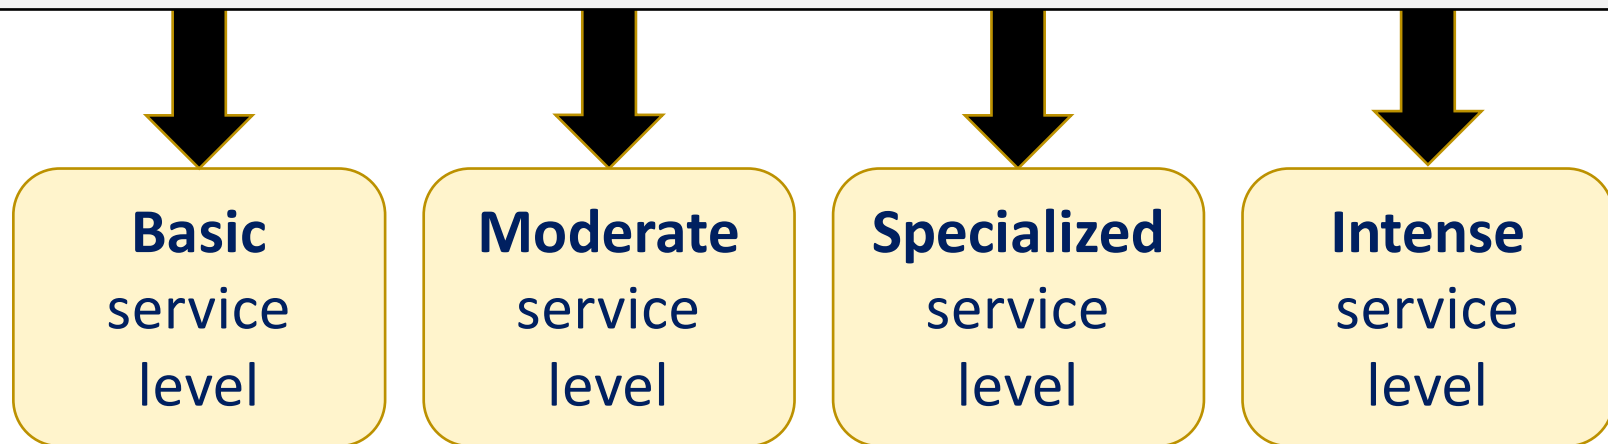 Basic
service
level
Moderate
service
level
Specialized
service
level
Intense
service
level